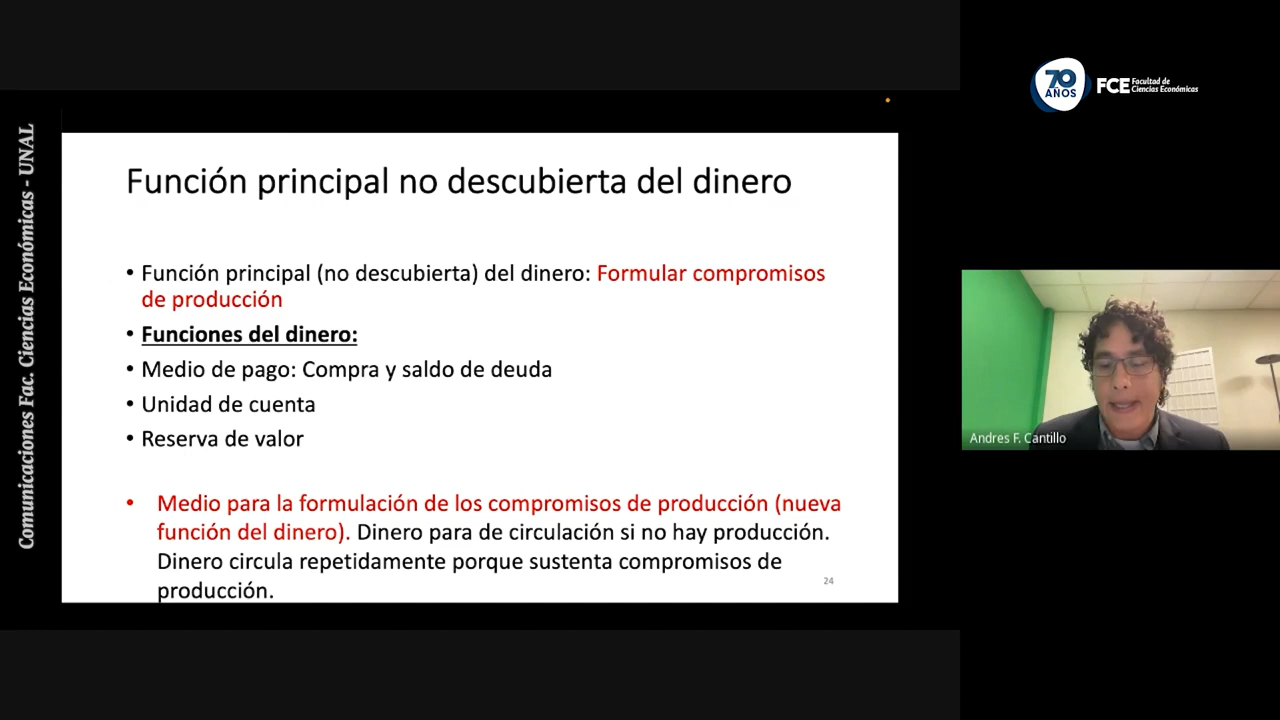 70
AÑOS
FCE Facultad de
Ciencias Económicas
Comunicaciones Fac. Ciencias Económicas - UNAL
Función principal no descubierta del dinero
• Función principal (no descubierta) del dinero: Formular compromisos
de producción
• Funciones del dinero:
• Medio de pago: Compra y saldo de deuda
• Unidad de cuenta
• Reserva de valor
• Medio para la formulación de los compromisos de producción (nueva
función del dinero). Dinero para de circulación si no hay producción.
Dinero circula repetidamente porque sustenta compromisos de
producción.
24
Andres F. Cantillo